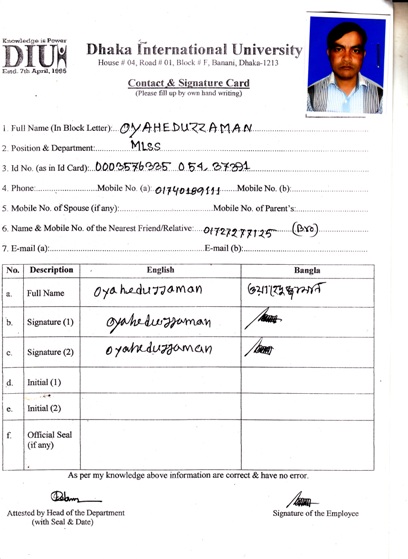 Knowledge is Power
DIU
Estd. 7th April, 1995
Dhaka International University
House # 04, Road # 01, Block # F, Banani, Dhaka-1213
Contact & Signature Card
(Please fill up by own hand writing)
1. Full Name (In Block Letter): OYAHEDUZZAMAN
2. Position & Department: MLSS
3. Id No. (as in Id Card): 0003576335 054,37391
4. Phone: Mobile No. (a): 01740189111 Mobile No. (b):
5. Mobile No. of Spouse (if any): Mobile No. of Parent's:
6. Name & Mobile No. of the Nearest Friend/Relative: 01727277125 (Bro)
7. E-mail (a): E-mail (b):
No. Description English Bangla
a. Full Name Oyaheduzzaman
b. Signature (1) Oyaheduzzaman
c. Signature (2) Oyaheduzzaman
d. Initial (1)
e. Initial (2)
f. Official Seal
(if any)
As per my knowledge above information are correct & have no error.
Attested by Head of the Department Signature of the Employee
(with Seal & Date)